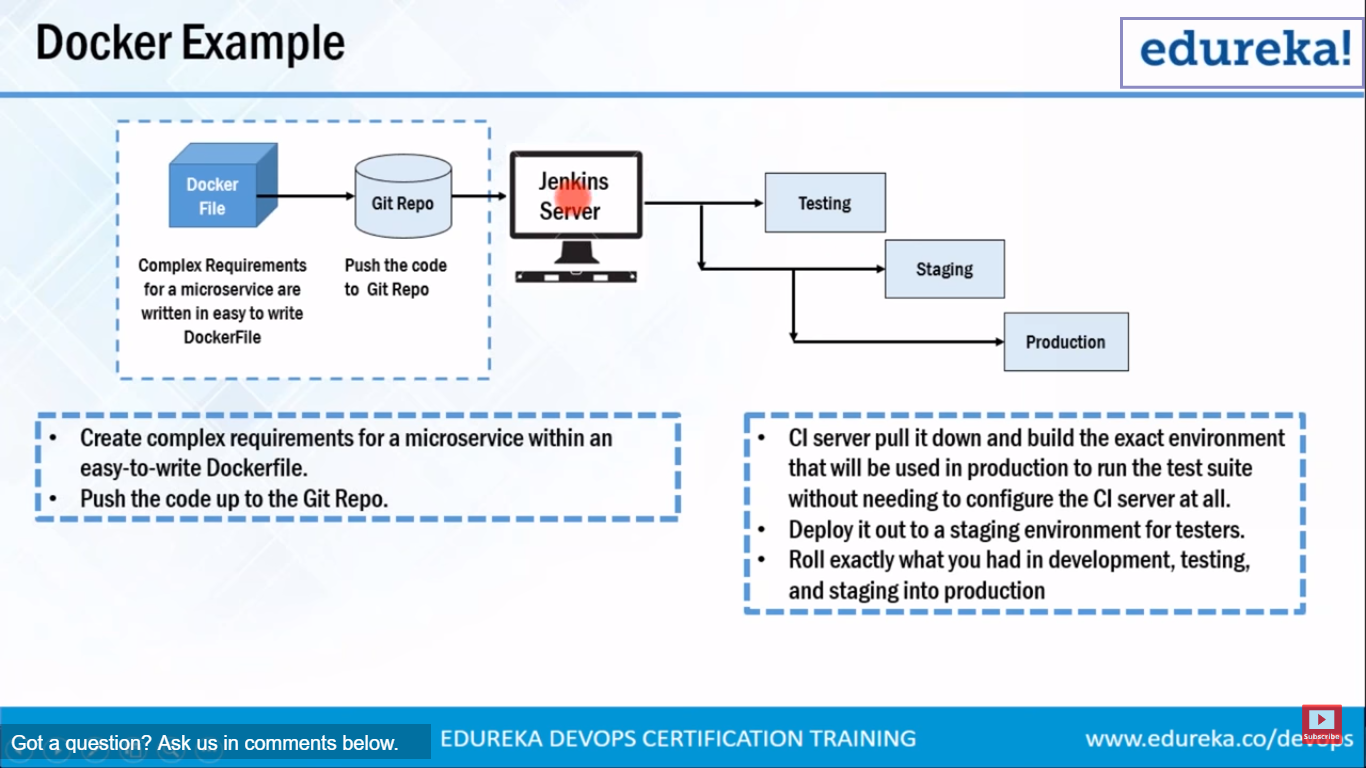 Docker Example
edureka!
Docker
File
Git Repo
Jenkins
Server
Testing
Staging
Production
Complex Requirements
for a microservice are
written in easy to write
DockerFile
Push the code
to Git Repo
• Create complex requirements for a microservice within an
easy-to-write Dockerfile.
• Push the code up to the Git Repo.
• CI server pull it down and build the exact environment
that will be used in production to run the test suite
without needing to configure the CI server at all.
• Deploy it out to a staging environment for testers.
• Roll exactly what you had in development, testing,
and staging into production
Got a question? Ask us in comments below.
EDUREKA DEVOPS CERTIFICATION TRAINING
www.edureka.co/devops
Subscribe